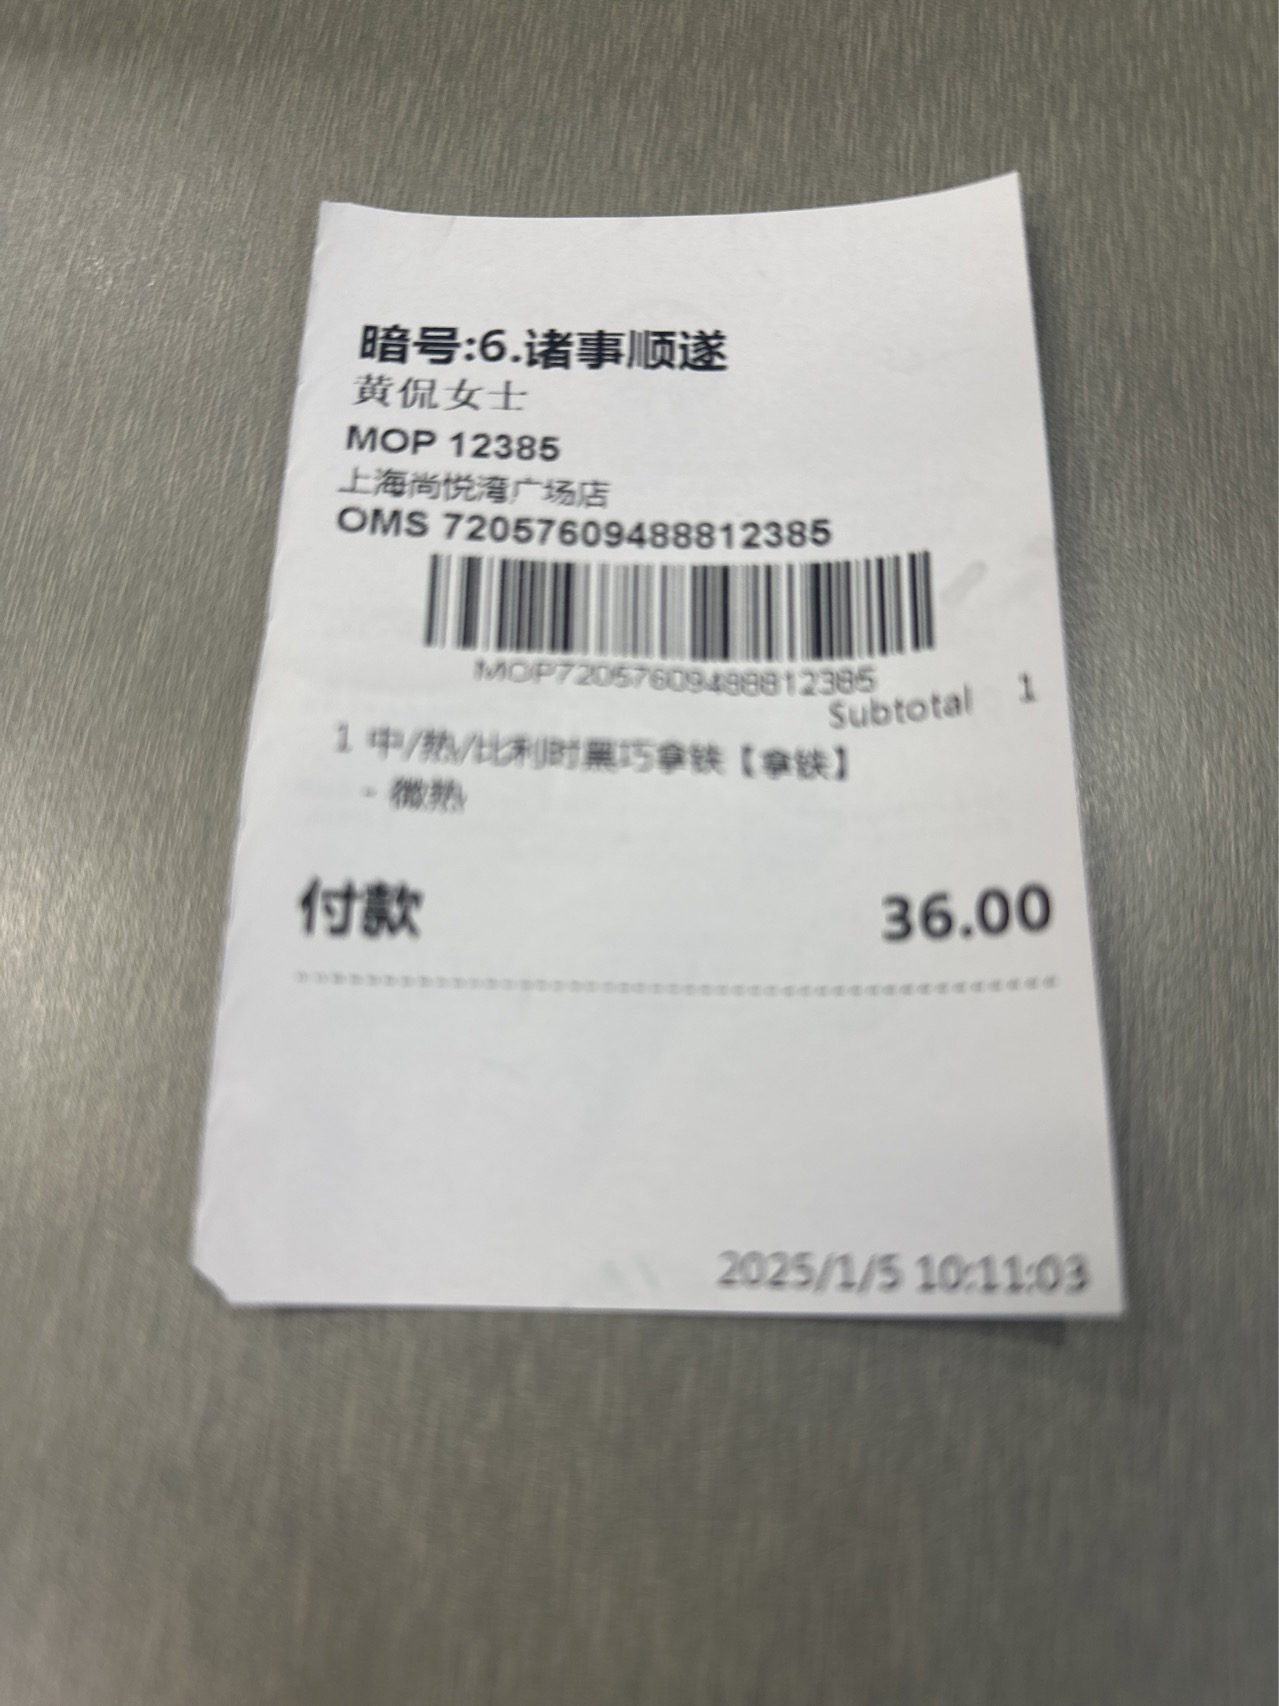 暗号:6.诸事顺遂
黄侃女士
MOP 12385
上海尚悦湾广场店
OMS 72057609488812385
MOP72057609488812385
Subtotal 1
1 中/热/比利时黑巧拿铁【拿铁】
- 微热
付款 36.00
2025/1/5 10:11:03